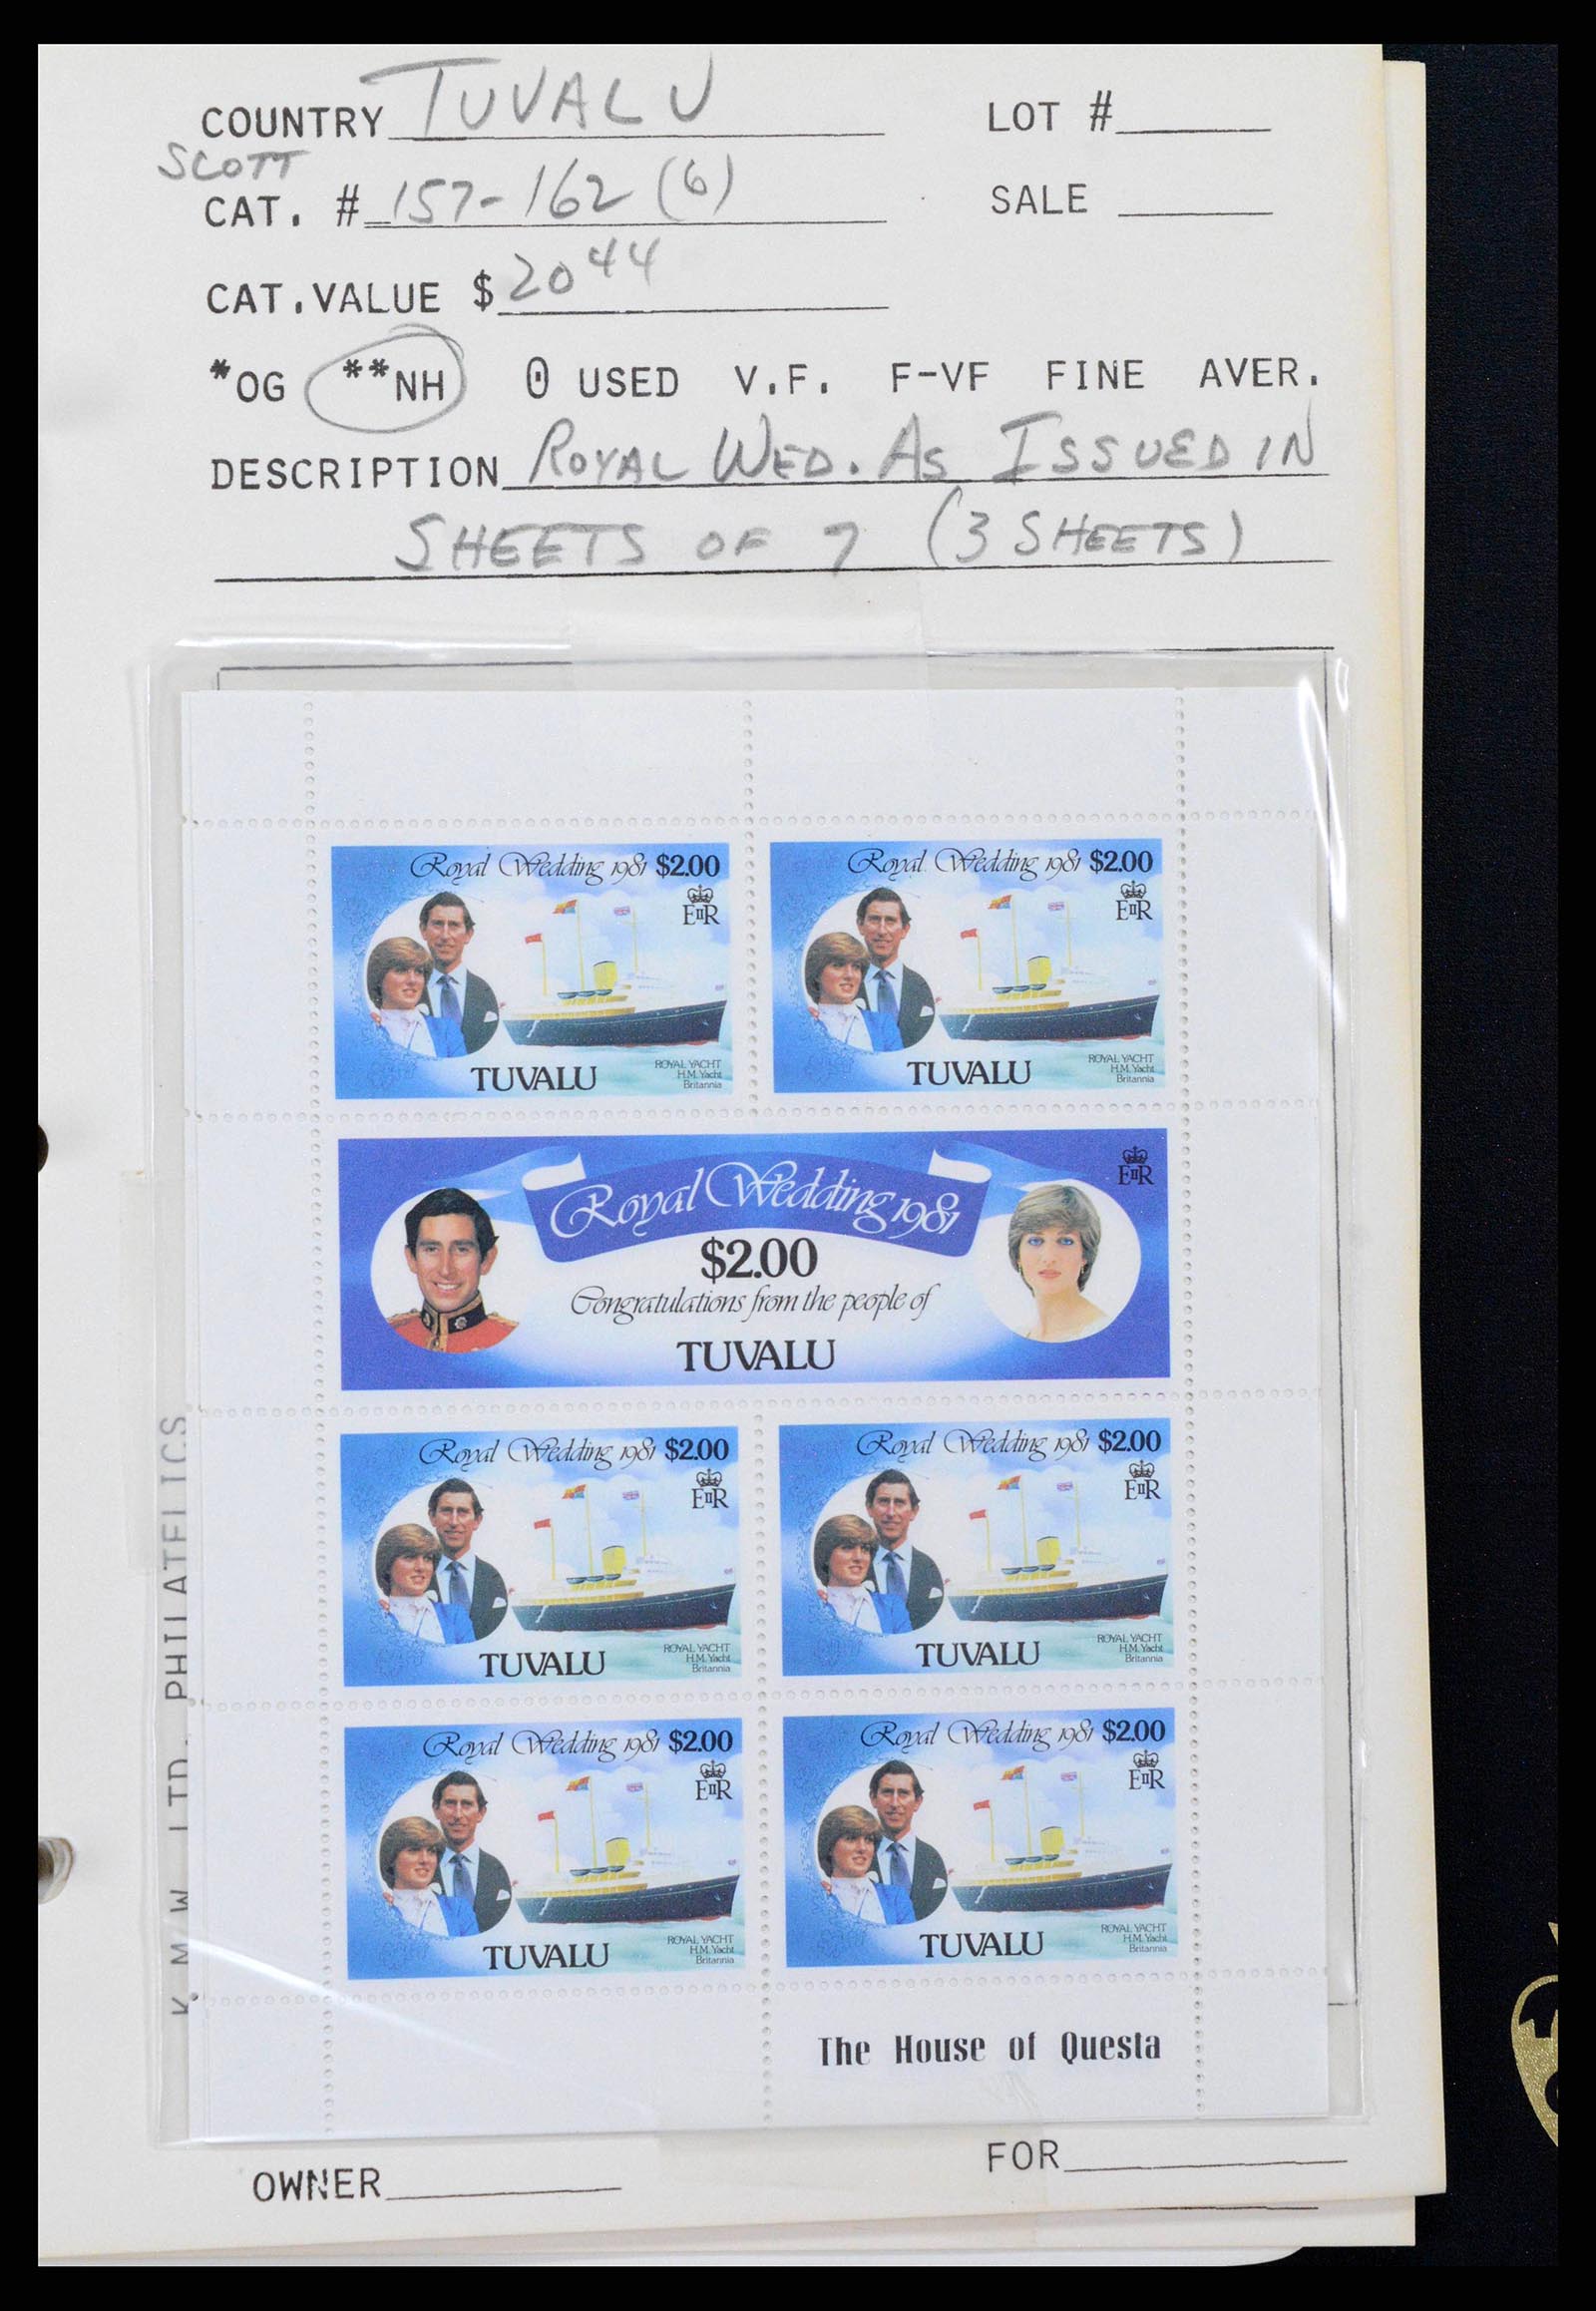 COUNTRY TUVALU LOT #
SCOTT
CAT. # 157-162 (6) SALE
CAT.VALUE $ 20 44
*OG **NH 0 USED V.F. F-VF FINE AVER.
DESCRIPTION ROYAL WED. AS ISSUED IN
SHEETS OF 7 (3 SHEETS)
Royal Wedding 1981 $2.00
EIIR
ROYAL YACHT
H.M. Yacht
Britannia
TUVALU
Royal Wedding 1981 $2.00
EIIR
ROYAL YACHT
H.M. Yacht
Britannia
TUVALU
EIIR
Royal Wedding 1981
$2.00
Congratulations from the people of
TUVALU
Royal Wedding 1981 $2.00
EIIR
ROYAL YACHT
H.M. Yacht
Britannia
TUVALU
Royal Wedding 1981 $2.00
EIIR
ROYAL YACHT
H.M. Yacht
Britannia
TUVALU
Royal Wedding 1981 $2.00
EIIR
ROYAL YACHT
H.M. Yacht
Britannia
TUVALU
Royal Wedding 1981 $2.00
EIIR
ROYAL YACHT
H.M. Yacht
Britannia
TUVALU
The House of Questa
K.M.W. LTD. PHILATELICS
OWNER FOR